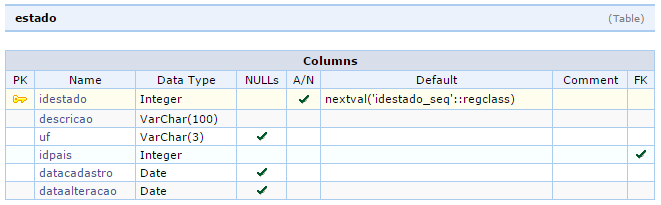 estado (Table)
Columns
PK Name Data Type NULLs A/N Default Comment FK
idestado Integer ✓ nextval('idestado_seq'::regclass)
descricao VarChar(100)
uf VarChar(3) ✓
idpais Integer ✓
datacadastro Date ✓
dataalteracao Date ✓